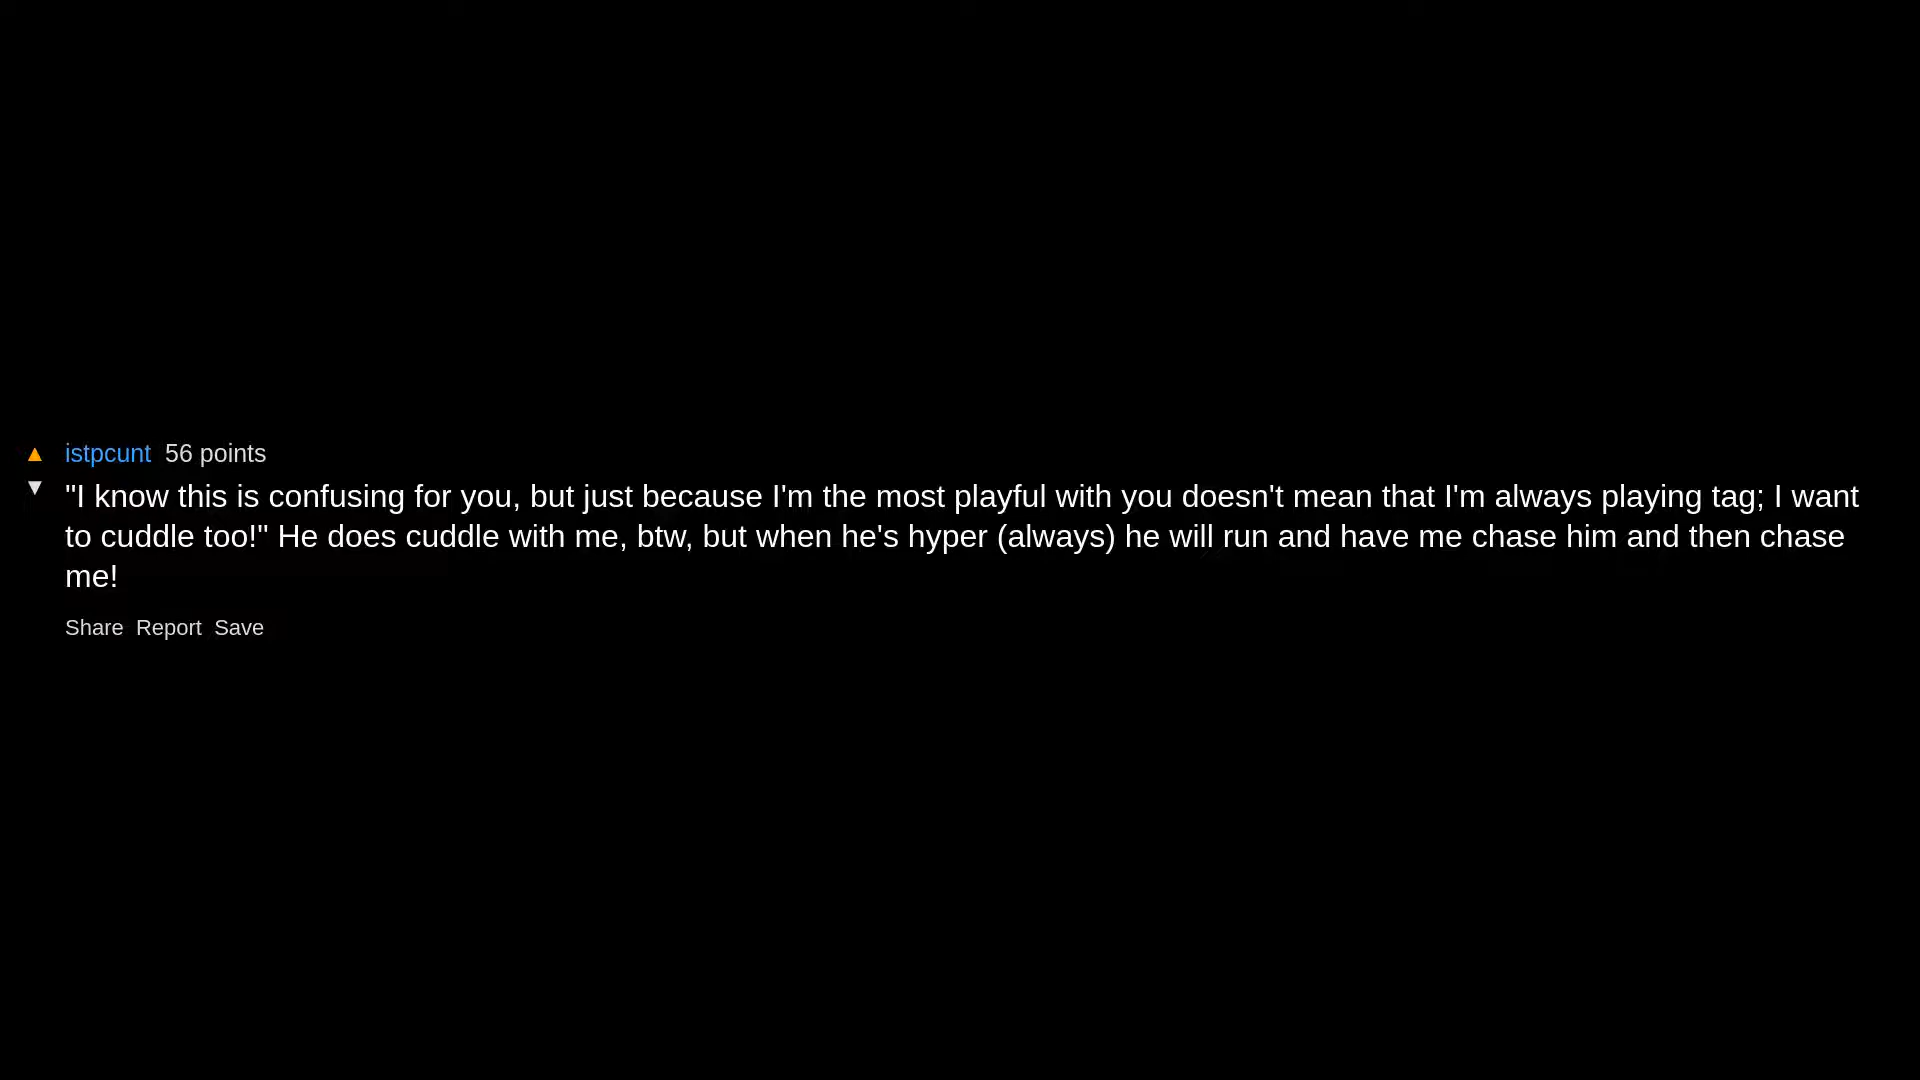 ▲ istpcunt 56 points
▼
"I know this is confusing for you, but just because I'm the most playful with you doesn't mean that I'm always playing tag; I want
to cuddle too!" He does cuddle with me, btw, but when he's hyper (always) he will run and have me chase him and then chase
me!
Share Report Save